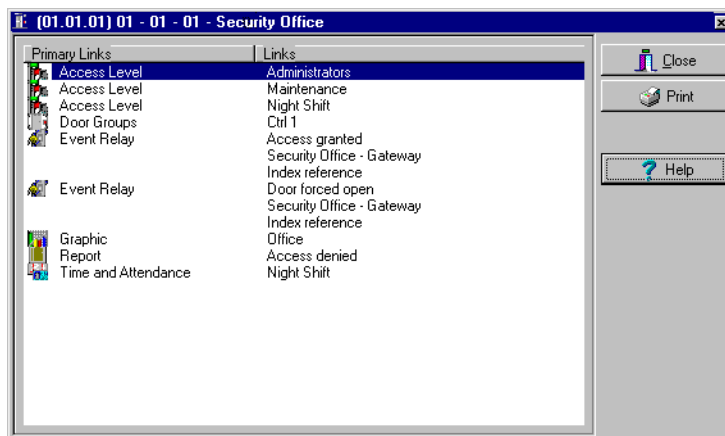 (01.01.01) 01 - 01 - 01 - Security Office
Primary Links Links
Access Level Administrators
Access Level Maintenance
Access Level Night Shift
Door Groups Ctrl 1
Event Relay Access granted
Security Office - Gateway
Index reference
Event Relay Door forced open
Security Office - Gateway
Index reference
Graphic Office
Report Access denied
Time and Attendance Night Shift
Close
Print
Help